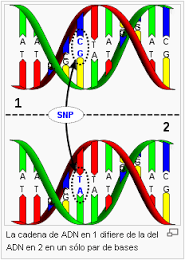 A A C T G A C
T T G A C T G
1
SNP
2
A A T T G A C
T T A A C T G
La cadena de ADN en 1 difiere de la del
ADN en 2 en un sólo par de bases